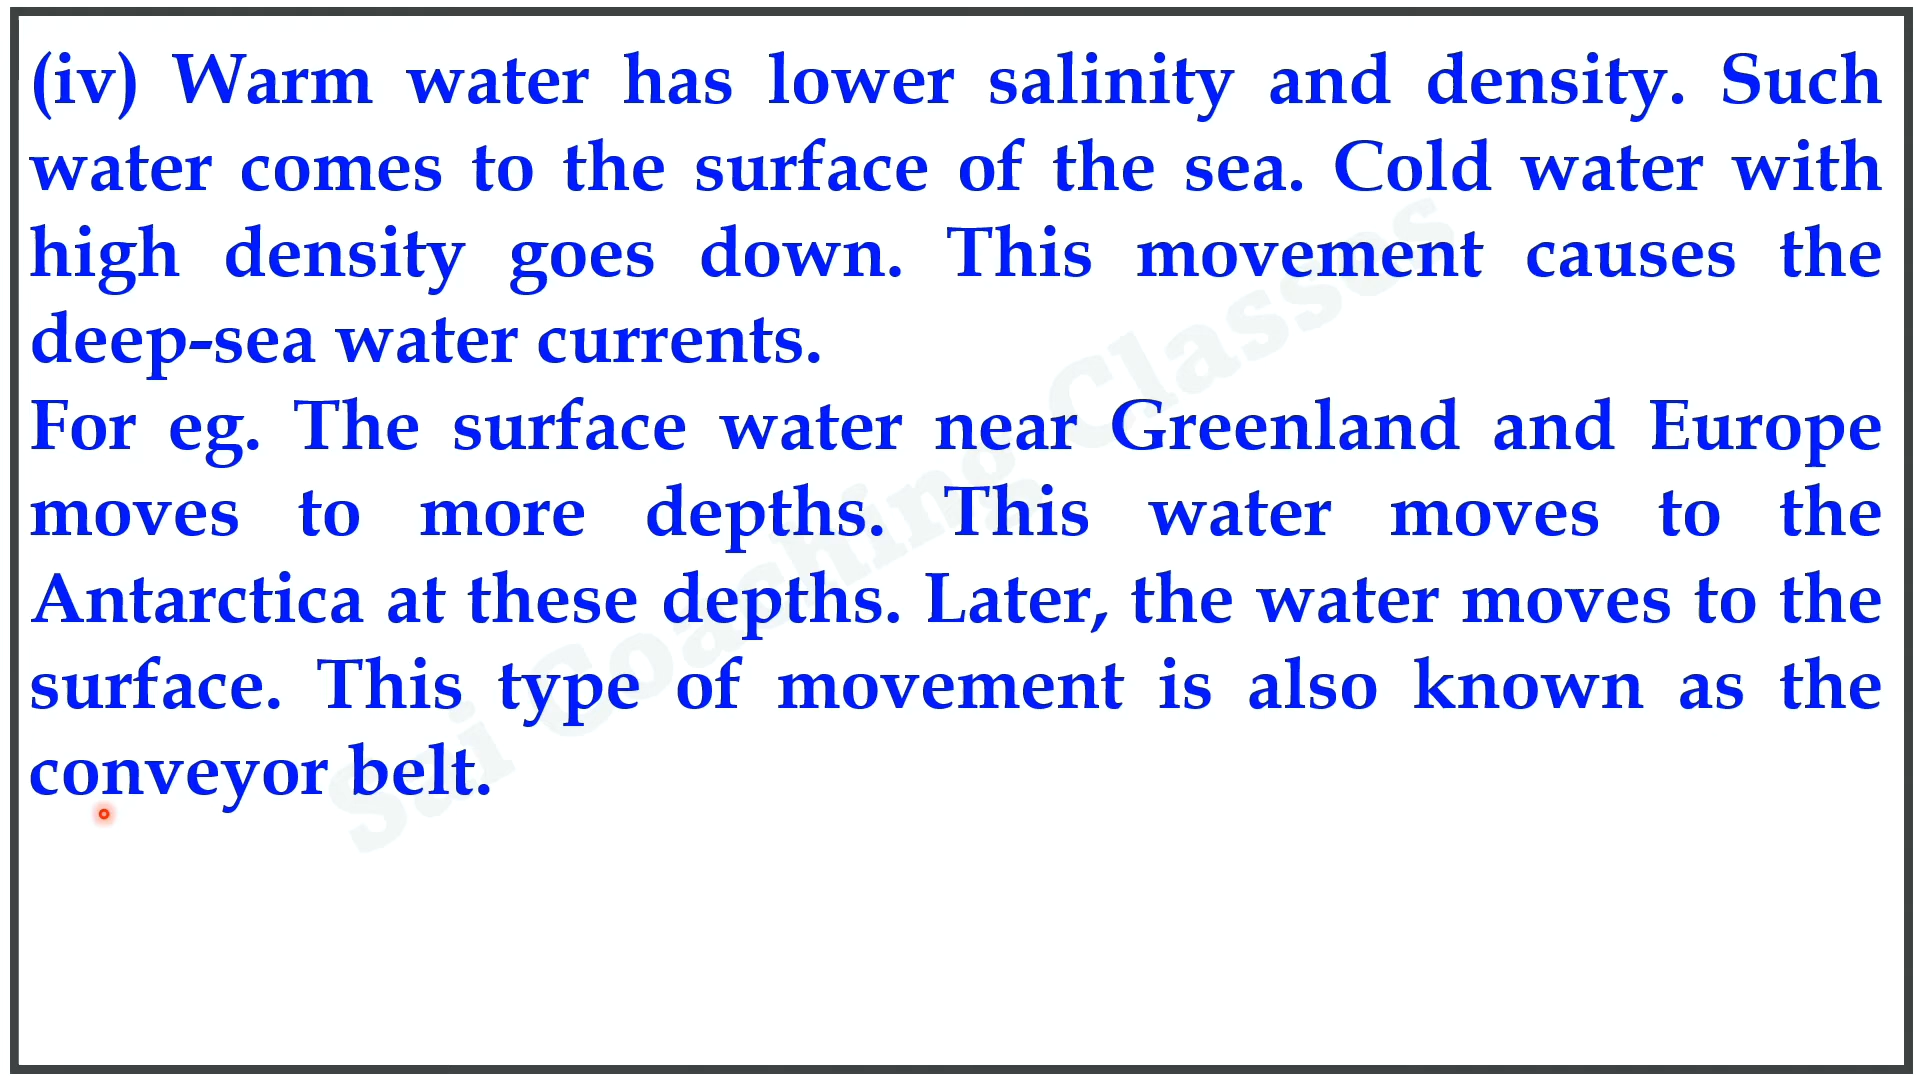 (iv) Warm water has lower salinity and density. Such
water comes to the surface of the sea. Cold water with
high density goes down. This movement causes the
deep-sea water currents.
For eg. The surface water near Greenland and Europe
moves to more depths. This water moves to the
Antarctica at these depths. Later, the water moves to the
surface. This type of movement is also known as the
conveyor belt.
Sai Coaching Classes